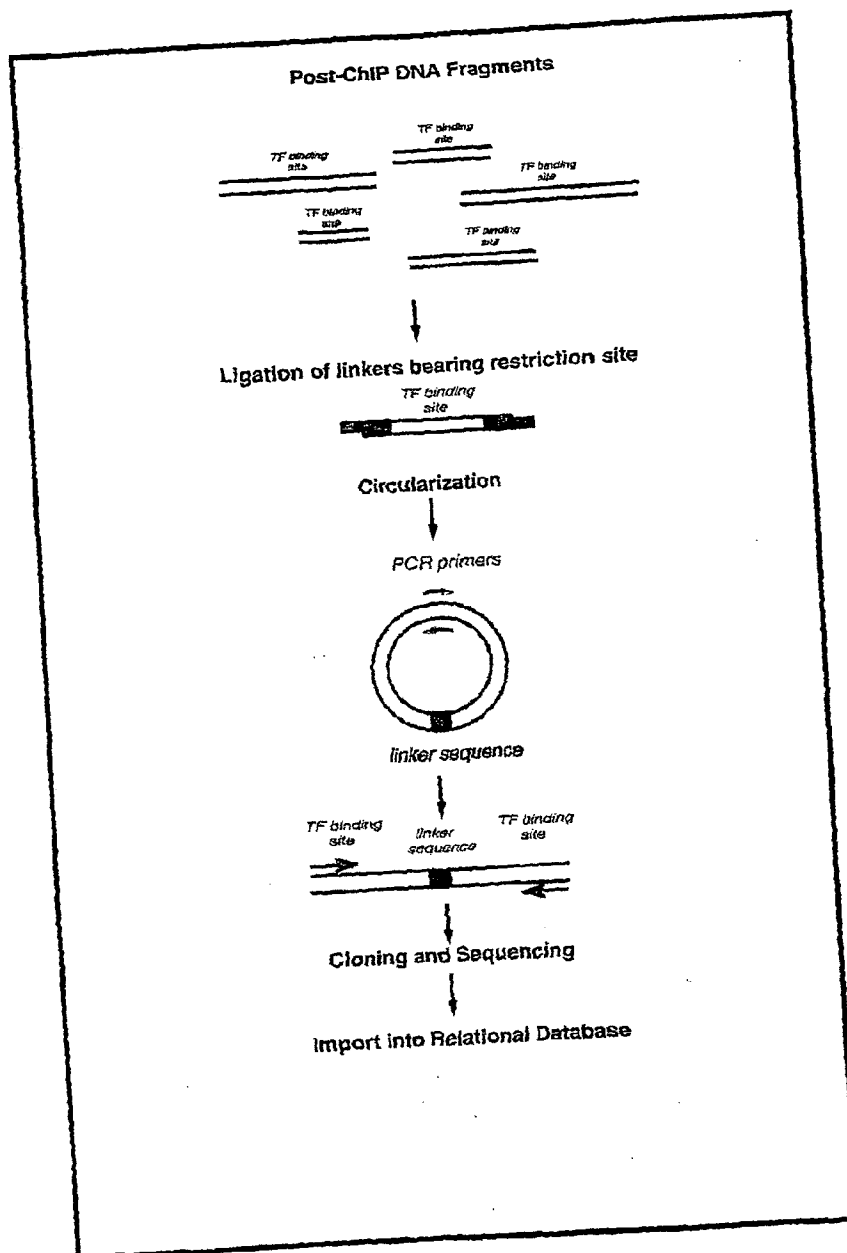 Post-ChIP DNA Fragments
TF binding
site
TF binding
site
TF binding
site
TF binding
site
TF binding
site
Ligation of linkers bearing restriction site
TF binding
site
Circularization
PCR primers
linker sequence
TF binding
site
linker
sequence
TF binding
site
Cloning and Sequencing
Import into Relational Database